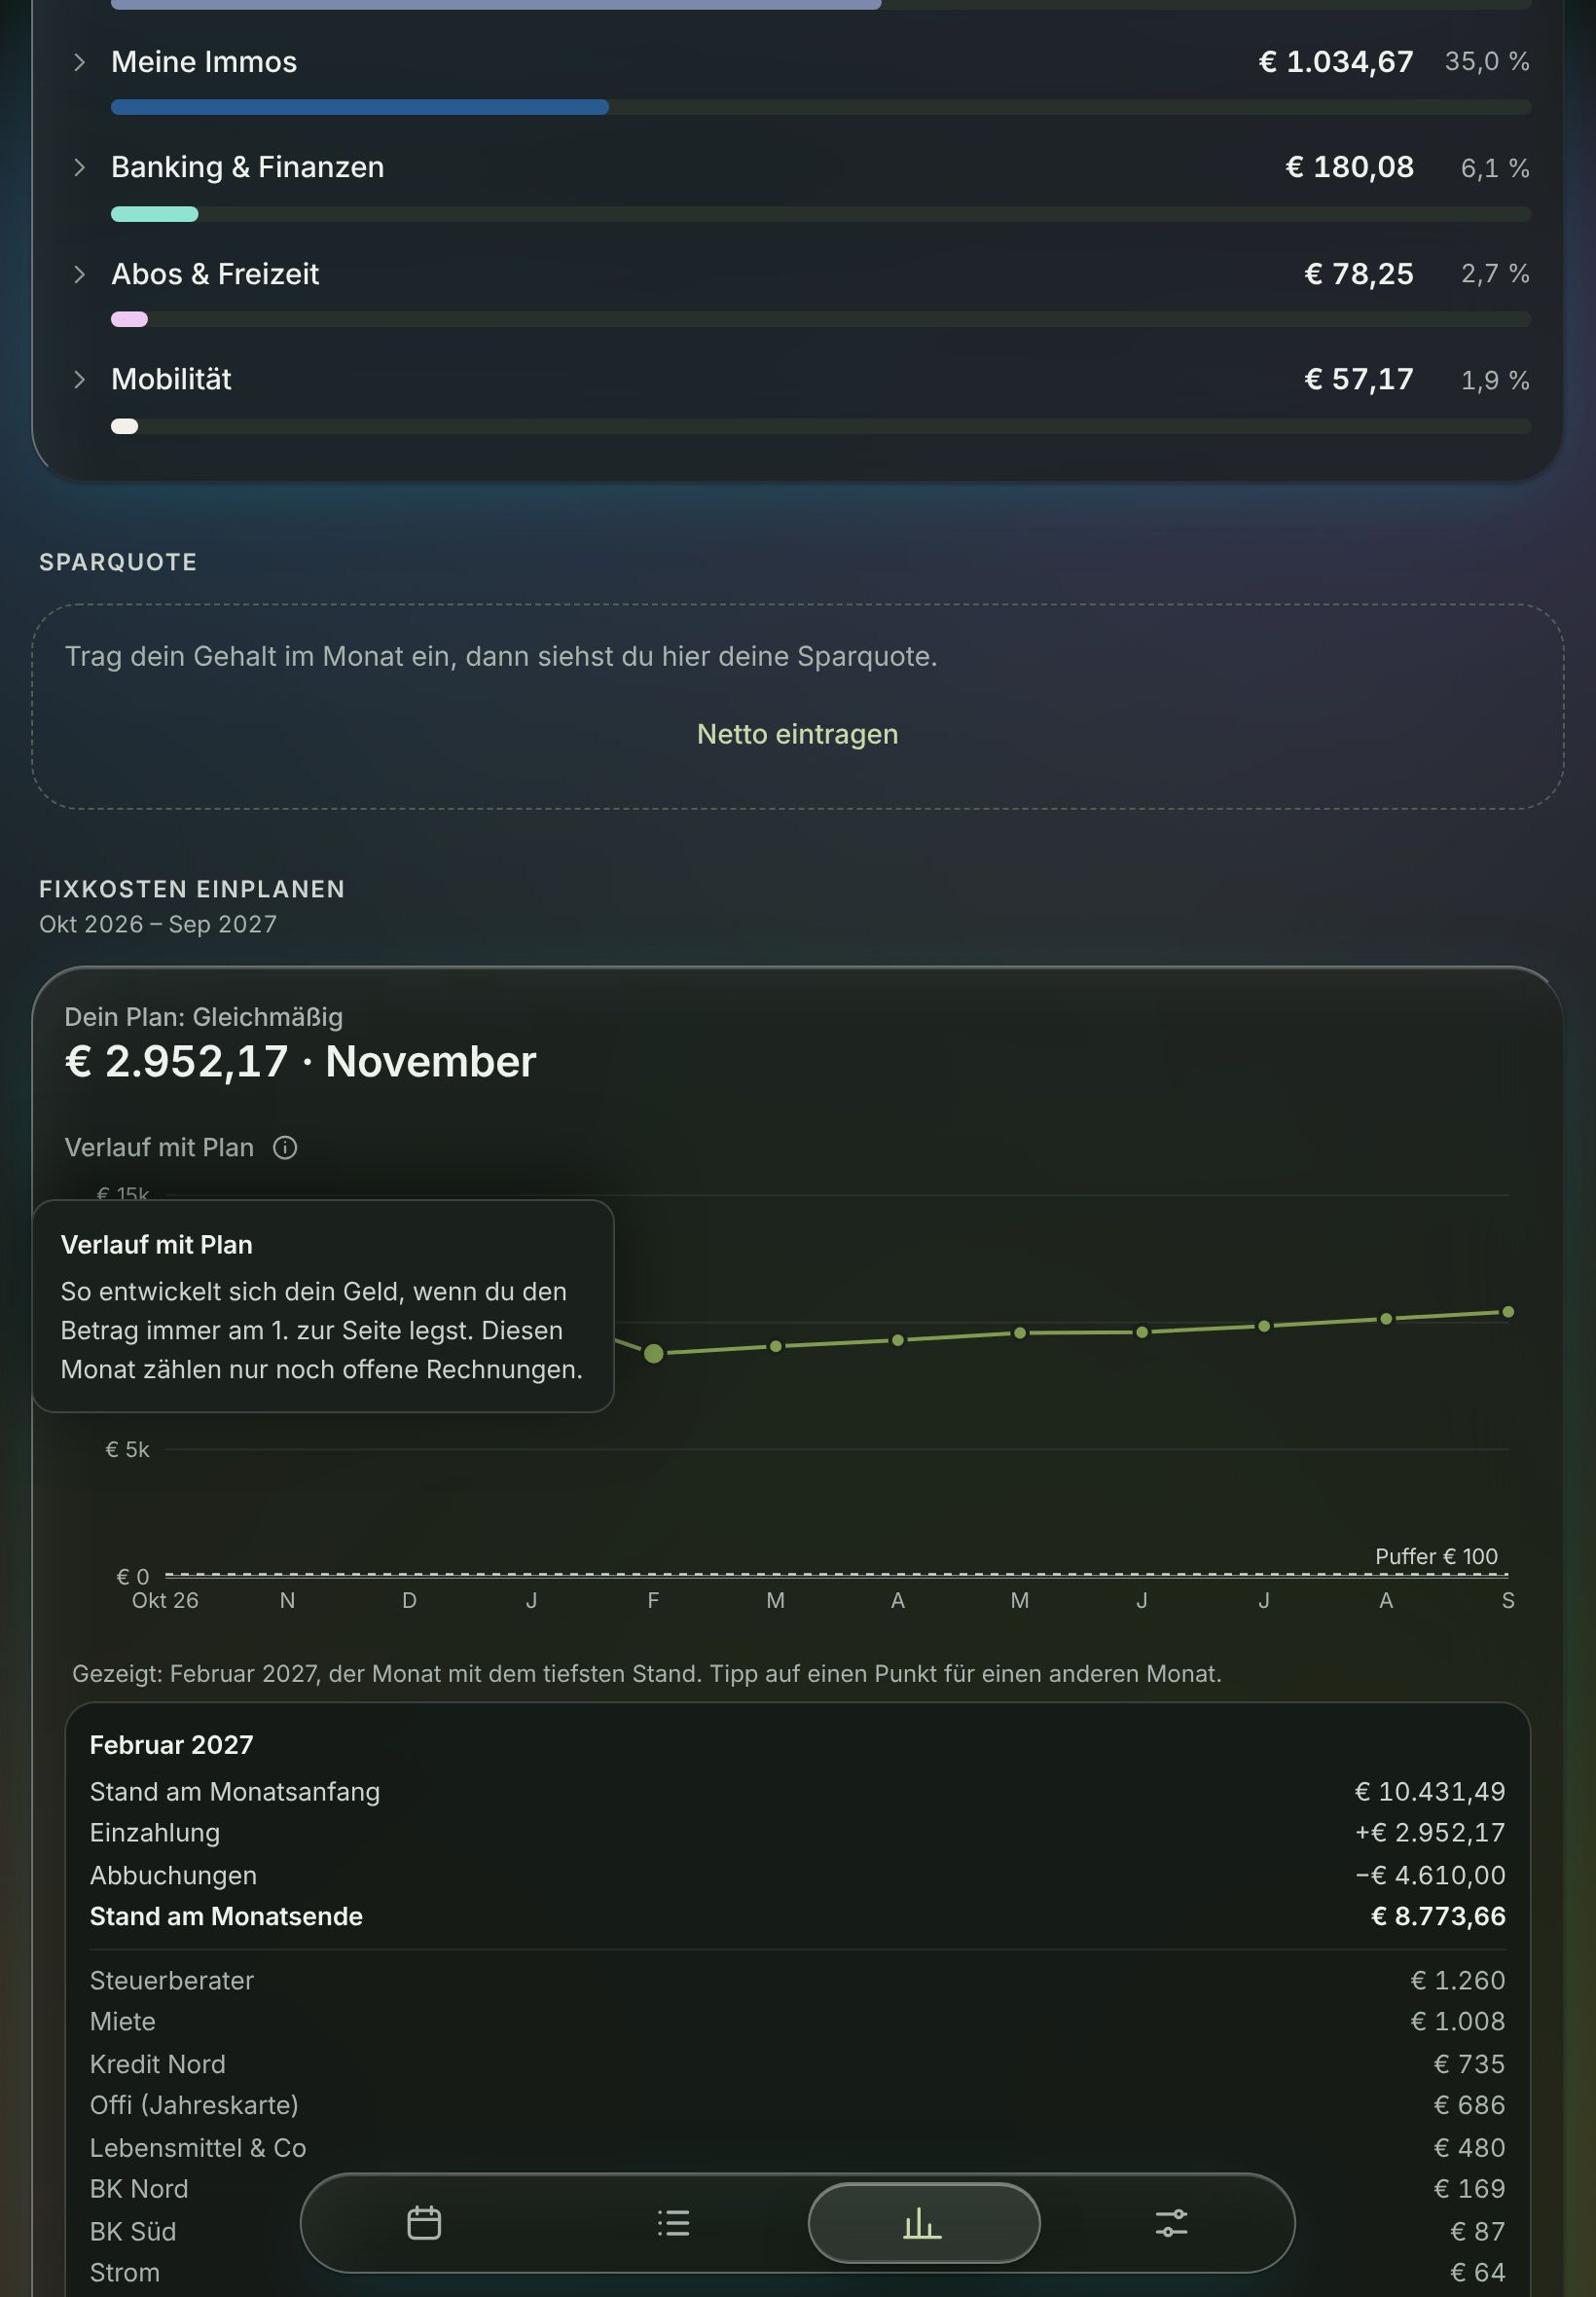 Meine Immos € 1.034,67 35,0 %
Banking & Finanzen € 180,08 6,1 %
Abos & Freizeit € 78,25 2,7 %
Mobilität € 57,17 1,9 %
SPARQUOTE
Trag dein Gehalt im Monat ein, dann siehst du hier deine Sparquote.
Netto eintragen
FIXKOSTEN EINPLANEN
Okt 2026 – Sep 2027
Dein Plan: Gleichmäßig
€ 2.952,17 · November
Verlauf mit Plan
€ 15k
Verlauf mit Plan
So entwickelt sich dein Geld, wenn du den
Betrag immer am 1. zur Seite legst. Diesen
Monat zählen nur noch offene Rechnungen.
€ 5k
Puffer € 100
€ 0
Okt 26 N D J F M A M J J A S
Gezeigt: Februar 2027, der Monat mit dem tiefsten Stand. Tipp auf einen Punkt für einen anderen Monat.
Februar 2027
Stand am Monatsanfang € 10.431,49
Einzahlung +€ 2.952,17
Abbuchungen −€ 4.610,00
Stand am Monatsende € 8.773,66
Steuerberater € 1.260
Miete € 1.008
Kredit Nord € 735
Offi (Jahreskarte) € 686
Lebensmittel & Co € 480
BK Nord € 169
BK Süd € 87
Strom € 64